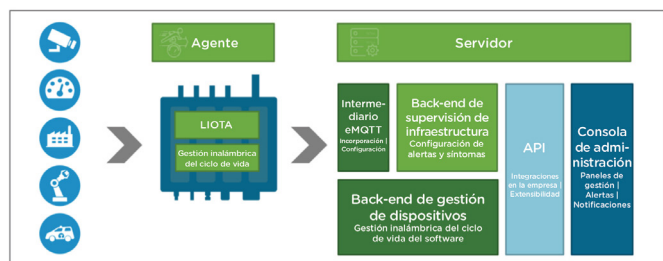 Agente
Servidor
LIOTA
Gestión inalámbrica
del ciclo de vida
Interme-
diario
eMQTT
Incorporación |
Configuración
Back-end de
supervisión de
infraestructura
Configuración de
alertas y síntomas
Back-end de gestión
de dispositivos
Gestión inalámbrica del ciclo
de vida del software
API
Integraciones
en la empresa |
Extensibilidad
Consola
de admi-
nistración
Paneles de
gestión |
Alertas |
Notificaciones